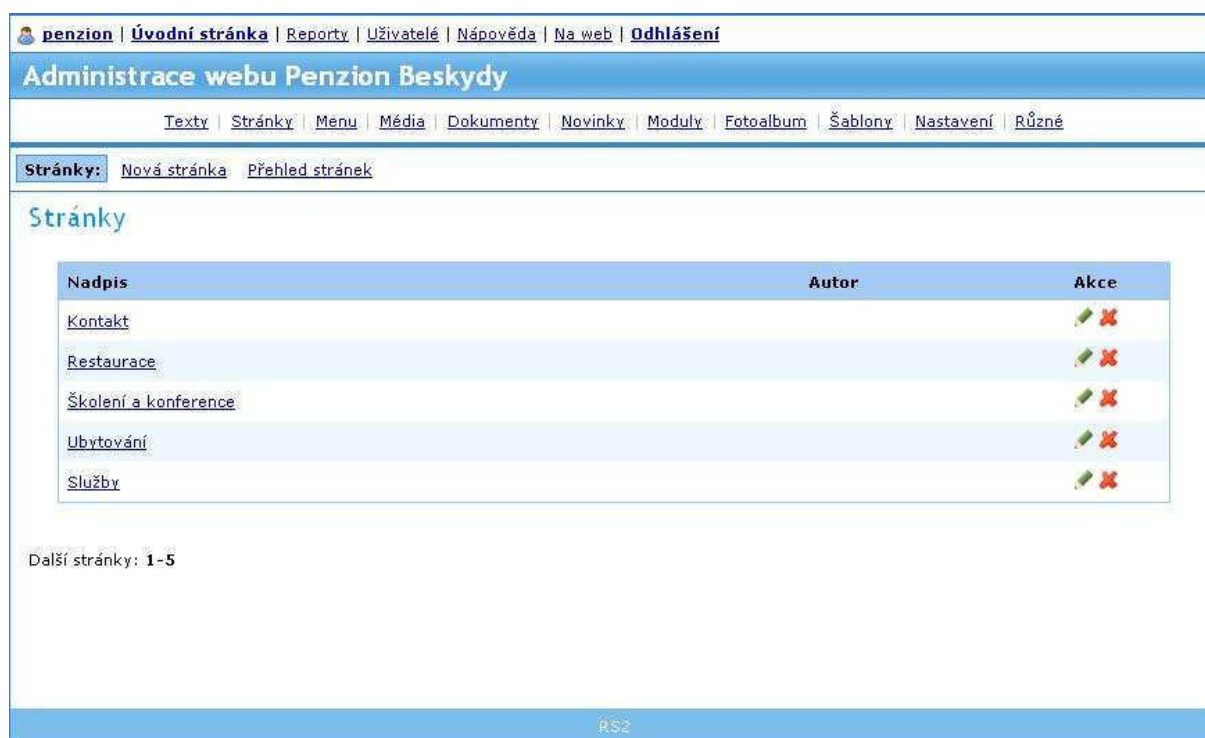 penzion | Úvodní stránka | Reporty | Uživatelé | Nápověda | Na web | Odhlášení
Administrace webu Penzion Beskydy
Texty | Stránky | Menu | Média | Dokumenty | Novinky | Moduly | Fotoalbum | Šablony | Nastavení | Různé
Stránky: Nová stránka Přehled stránek
Stránky
Nadpis Autor Akce
Kontakt
Restaurace
Školení a konference
Ubytování
Služby
Další stránky: 1-5
RS2